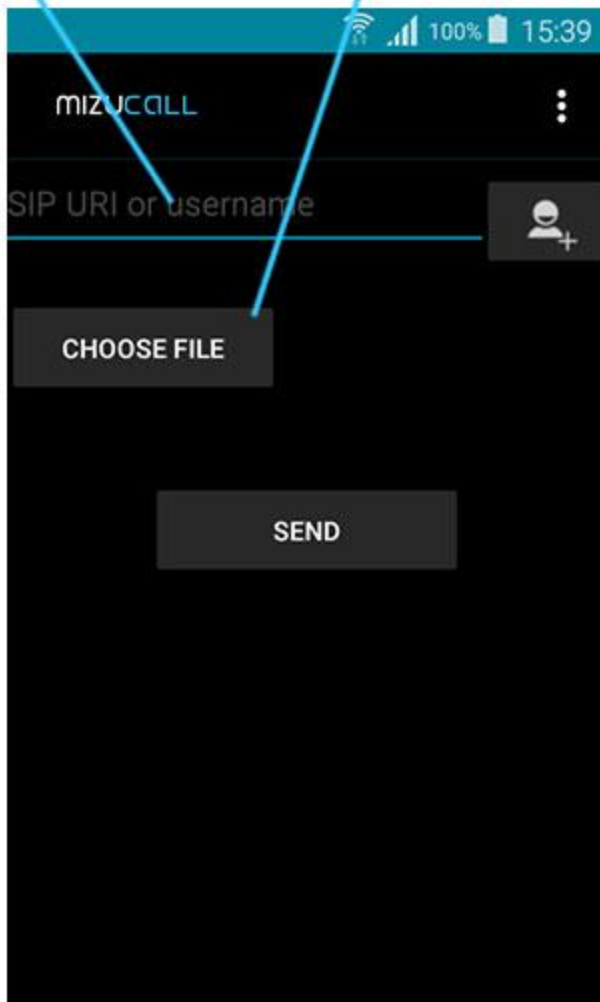 100% 15:39
mizucall
SIP URI or username
CHOOSE FILE
SEND